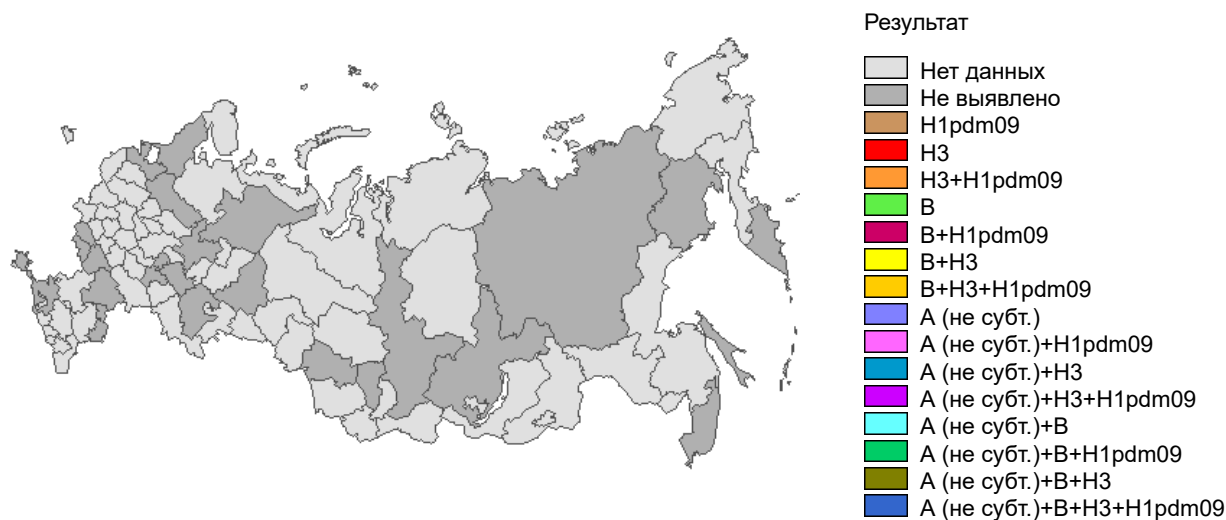 Результат
Нет данных
Не выявлено
H1pdm09
H3
H3+H1pdm09
B
B+H1pdm09
B+H3
B+H3+H1pdm09
А (не субт.)
А (не субт.)+H1pdm09
А (не субт.)+H3
А (не субт.)+H3+H1pdm09
А (не субт.)+B
А (не субт.)+B+H1pdm09
А (не субт.)+B+H3
А (не субт.)+B+H3+H1pdm09